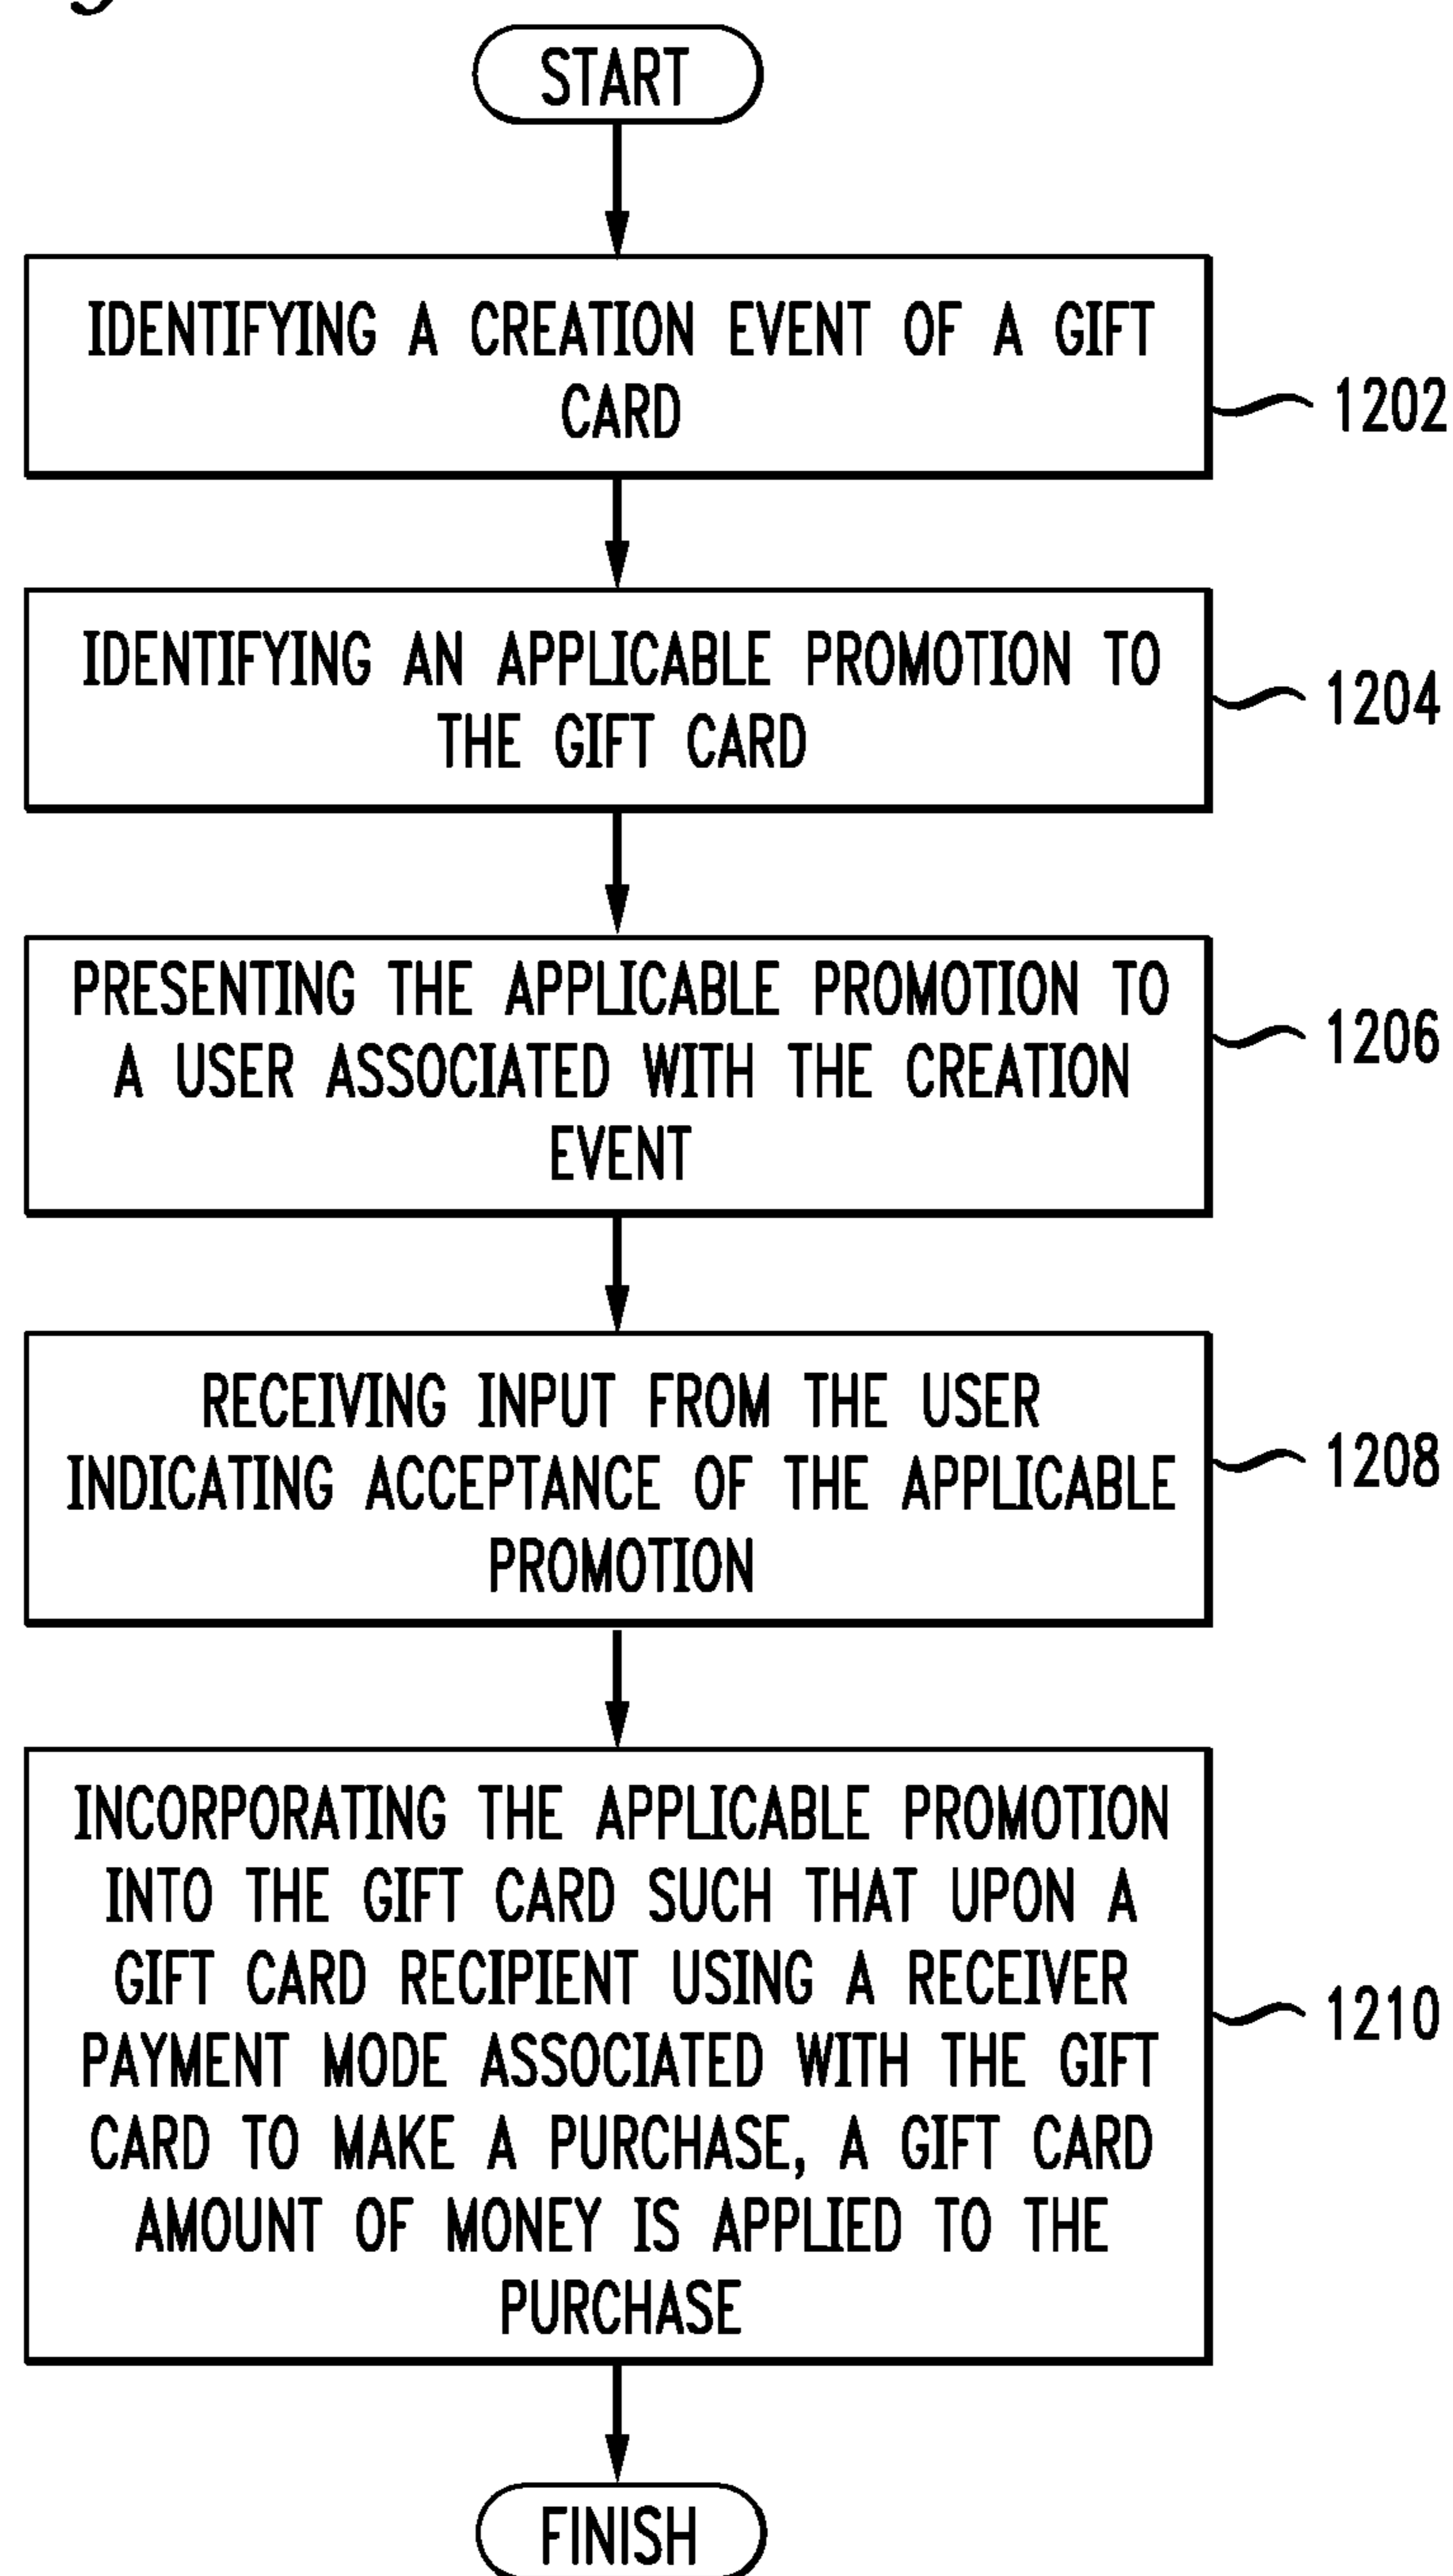 START
IDENTIFYING A CREATION EVENT OF A GIFT
CARD
1202
IDENTIFYING AN APPLICABLE PROMOTION TO
THE GIFT CARD
1204
PRESENTING THE APPLICABLE PROMOTION TO
A USER ASSOCIATED WITH THE CREATION
EVENT
1206
RECEIVING INPUT FROM THE USER
INDICATING ACCEPTANCE OF THE APPLICABLE
PROMOTION
1208
INCORPORATING THE APPLICABLE PROMOTION
INTO THE GIFT CARD SUCH THAT UPON A
GIFT CARD RECIPIENT USING A RECEIVER
PAYMENT MODE ASSOCIATED WITH THE GIFT
CARD TO MAKE A PURCHASE, A GIFT CARD
AMOUNT OF MONEY IS APPLIED TO THE
PURCHASE
1210
FINISH